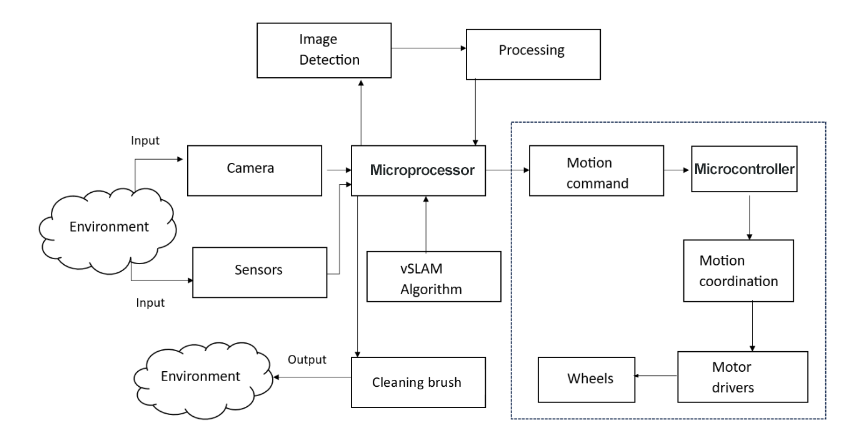 Image
Detection
Processing
Input
Camera
Microprocessor
Motion
command
Microcontroller
Environment
Sensors
vSLAM
Algorithm
Motion
coordination
Input
Environment
Output
Cleaning brush
Wheels
Motor
drivers